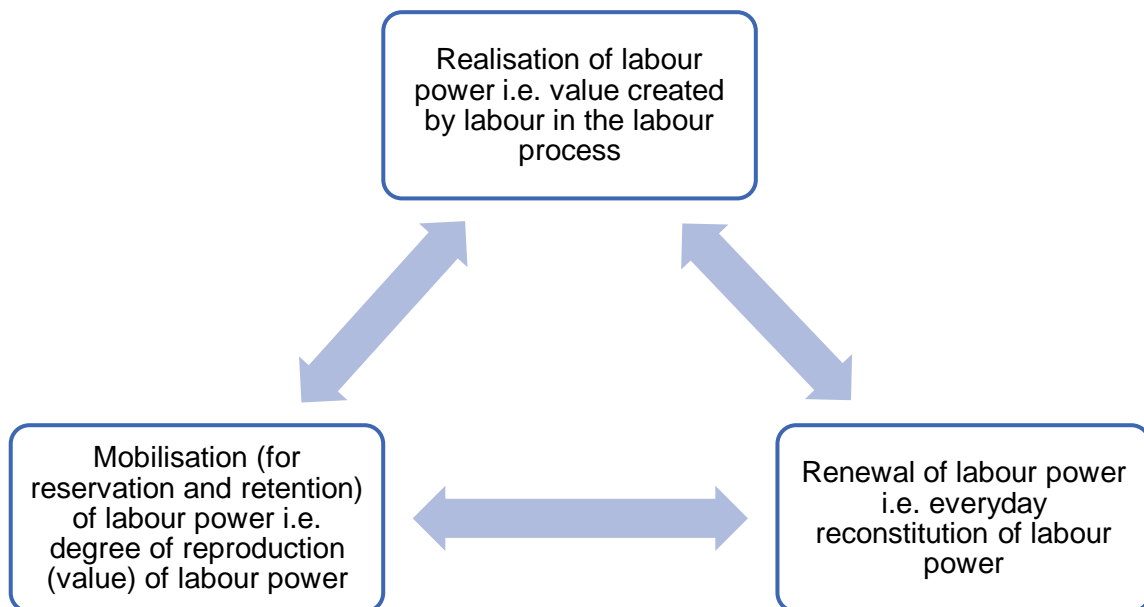 Realisation of labour
power i.e. value created
by labour in the labour
process
Mobilisation (for
reservation and retention)
of labour power i.e.
degree of reproduction
(value) of labour power
Renewal of labour power
i.e. everyday
reconstitution of labour
power